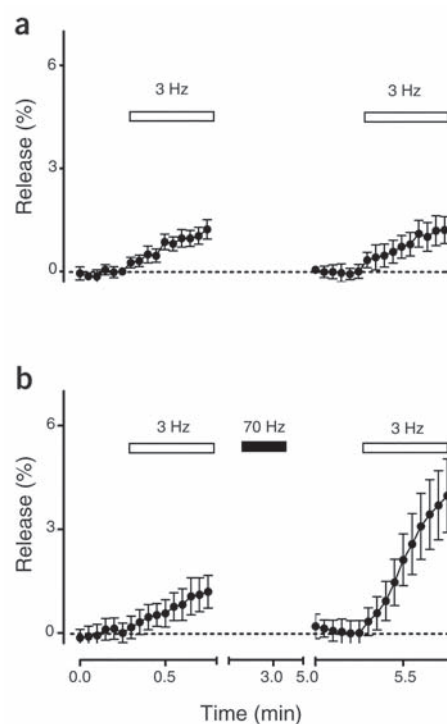 a
6
3 Hz
3 Hz
Release (%)
3
0
b
6
3 Hz
70 Hz
3 Hz
Release (%)
3
0
0.0 0.5 3.0 5.0 5.5
Time (min)